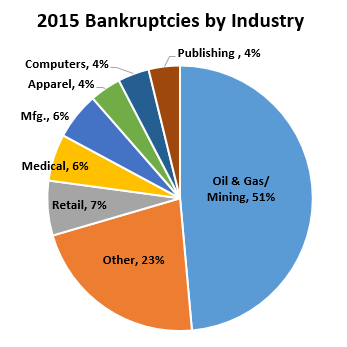 2015 Bankruptcies by Industry
Publishing , 4%
Computers, 4%
Apparel, 4%
Mfg., 6%
Medical, 6%
Retail, 7%
Other, 23%
Oil & Gas/
Mining, 51%